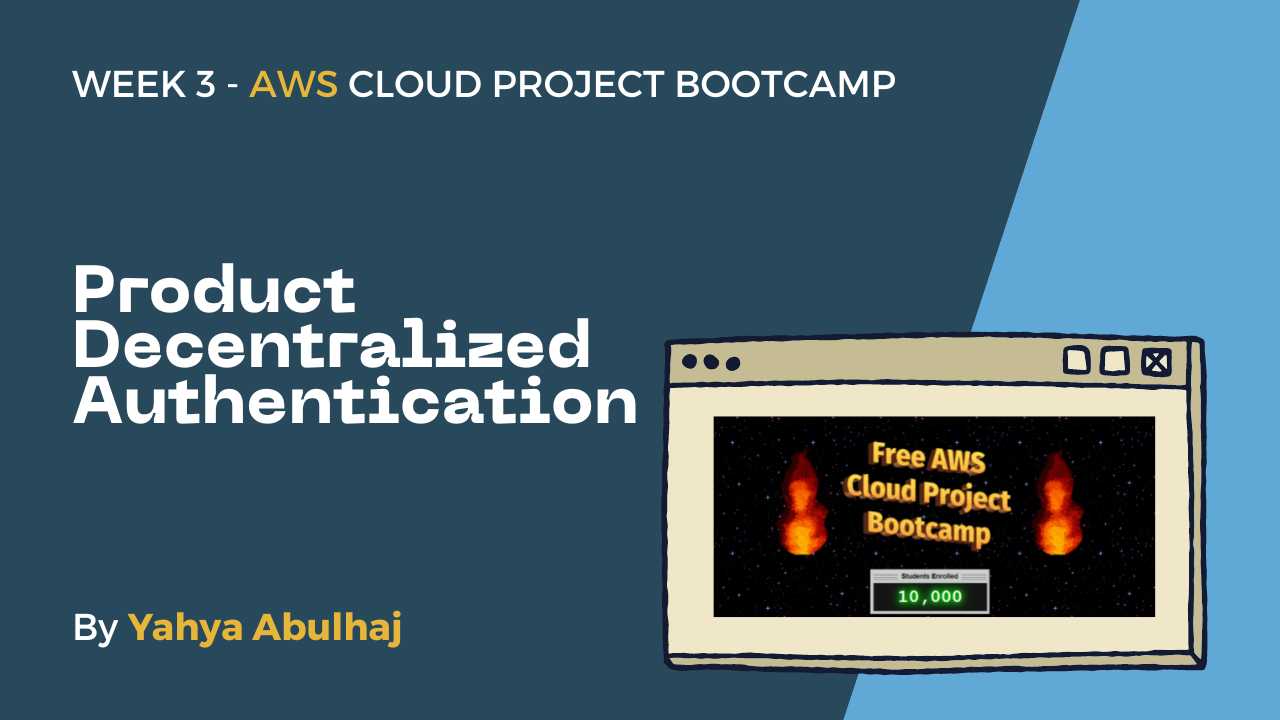 WEEK 3 - AWS CLOUD PROJECT BOOTCAMP
Product
Decentralized
Authentication
Free AWS
Cloud Project
Bootcamp
Students Enrolled
10,000
By Yahya Abulhaj